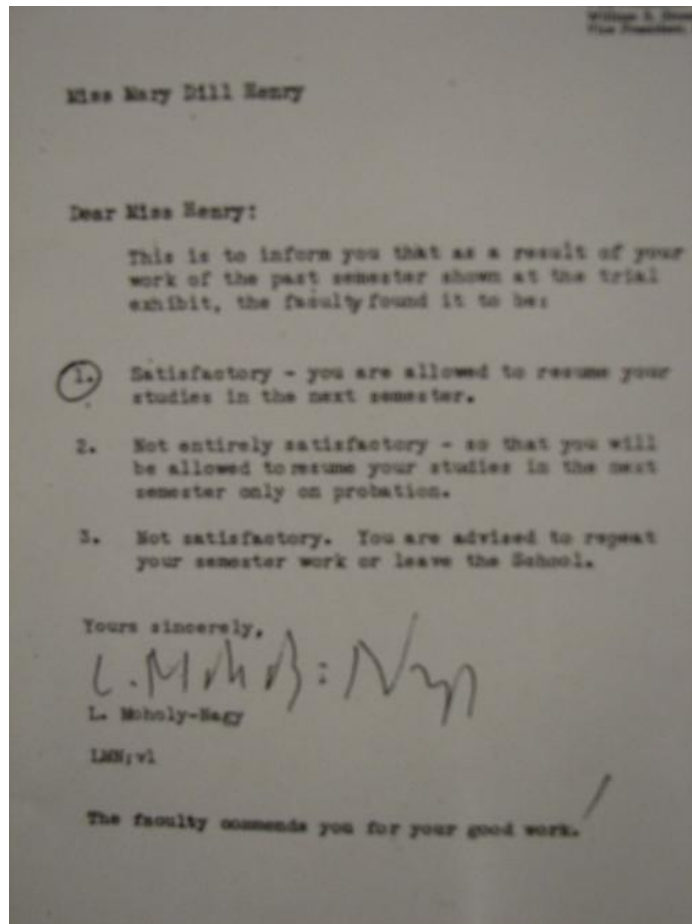 William
Vice President,
Miss Mary Dill Henry
Dear Miss Henry:
This is to inform you that as a result of your
work of the past semester shown at the trial
exhibit, the faculty found it to be:
1. Satisfactory - you are allowed to resume your
studies in the next semester.
2. Not entirely satisfactory - so that you will
be allowed to resume your studies in the next
semester only on probation.
3. Not satisfactory. You are advised to repeat
your semester work or leave the School.
Yours sincerely,
L. Moholy-Nagy
L. Moholy-Nagy
LMN;vl
The faculty commends you for your good work.!